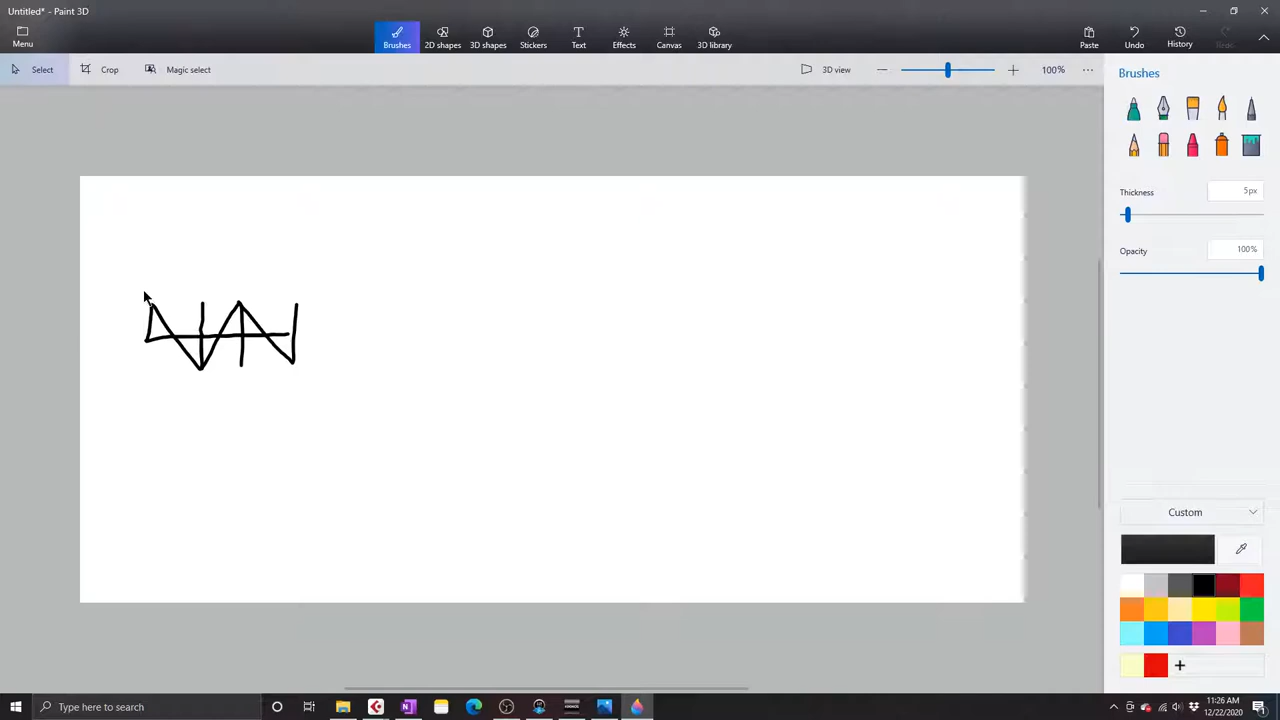 Untitled* - Paint 3D
Menu
Brushes
2D shapes
3D shapes
Stickers
Text
Effects
Canvas
3D library
Paste
Undo
History
Redo
Select
Crop
Magic select
3D view
100%
Brushes
Thickness
5px
Opacity
100%
Custom
Type here to search
11:26 AM
12/22/2020